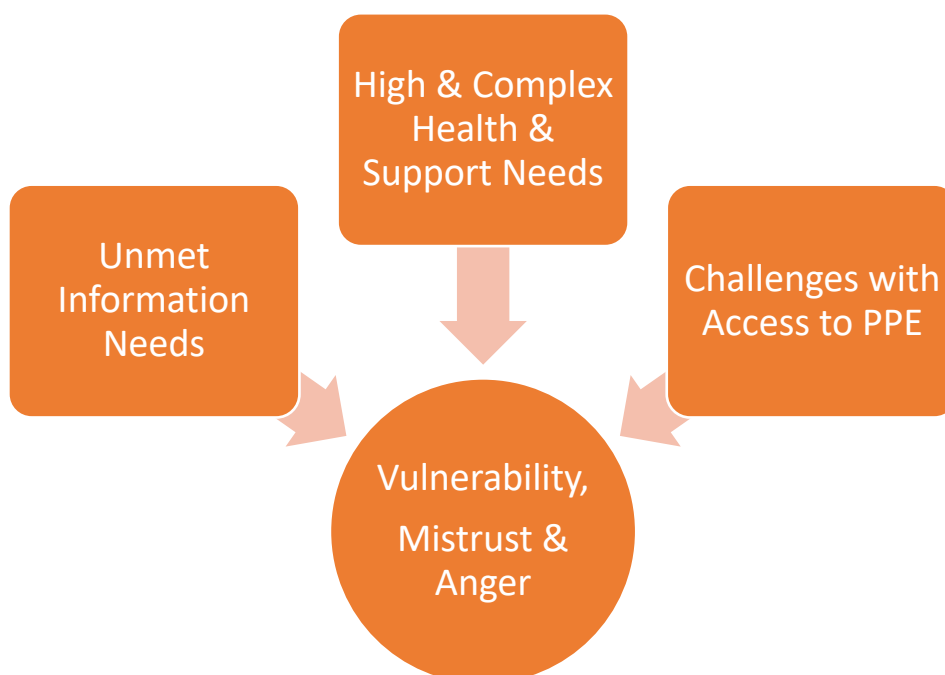 High & Complex
Health &
Support Needs
Unmet
Information
Needs
Challenges with
Access to PPE
Vulnerability,
Mistrust &
Anger